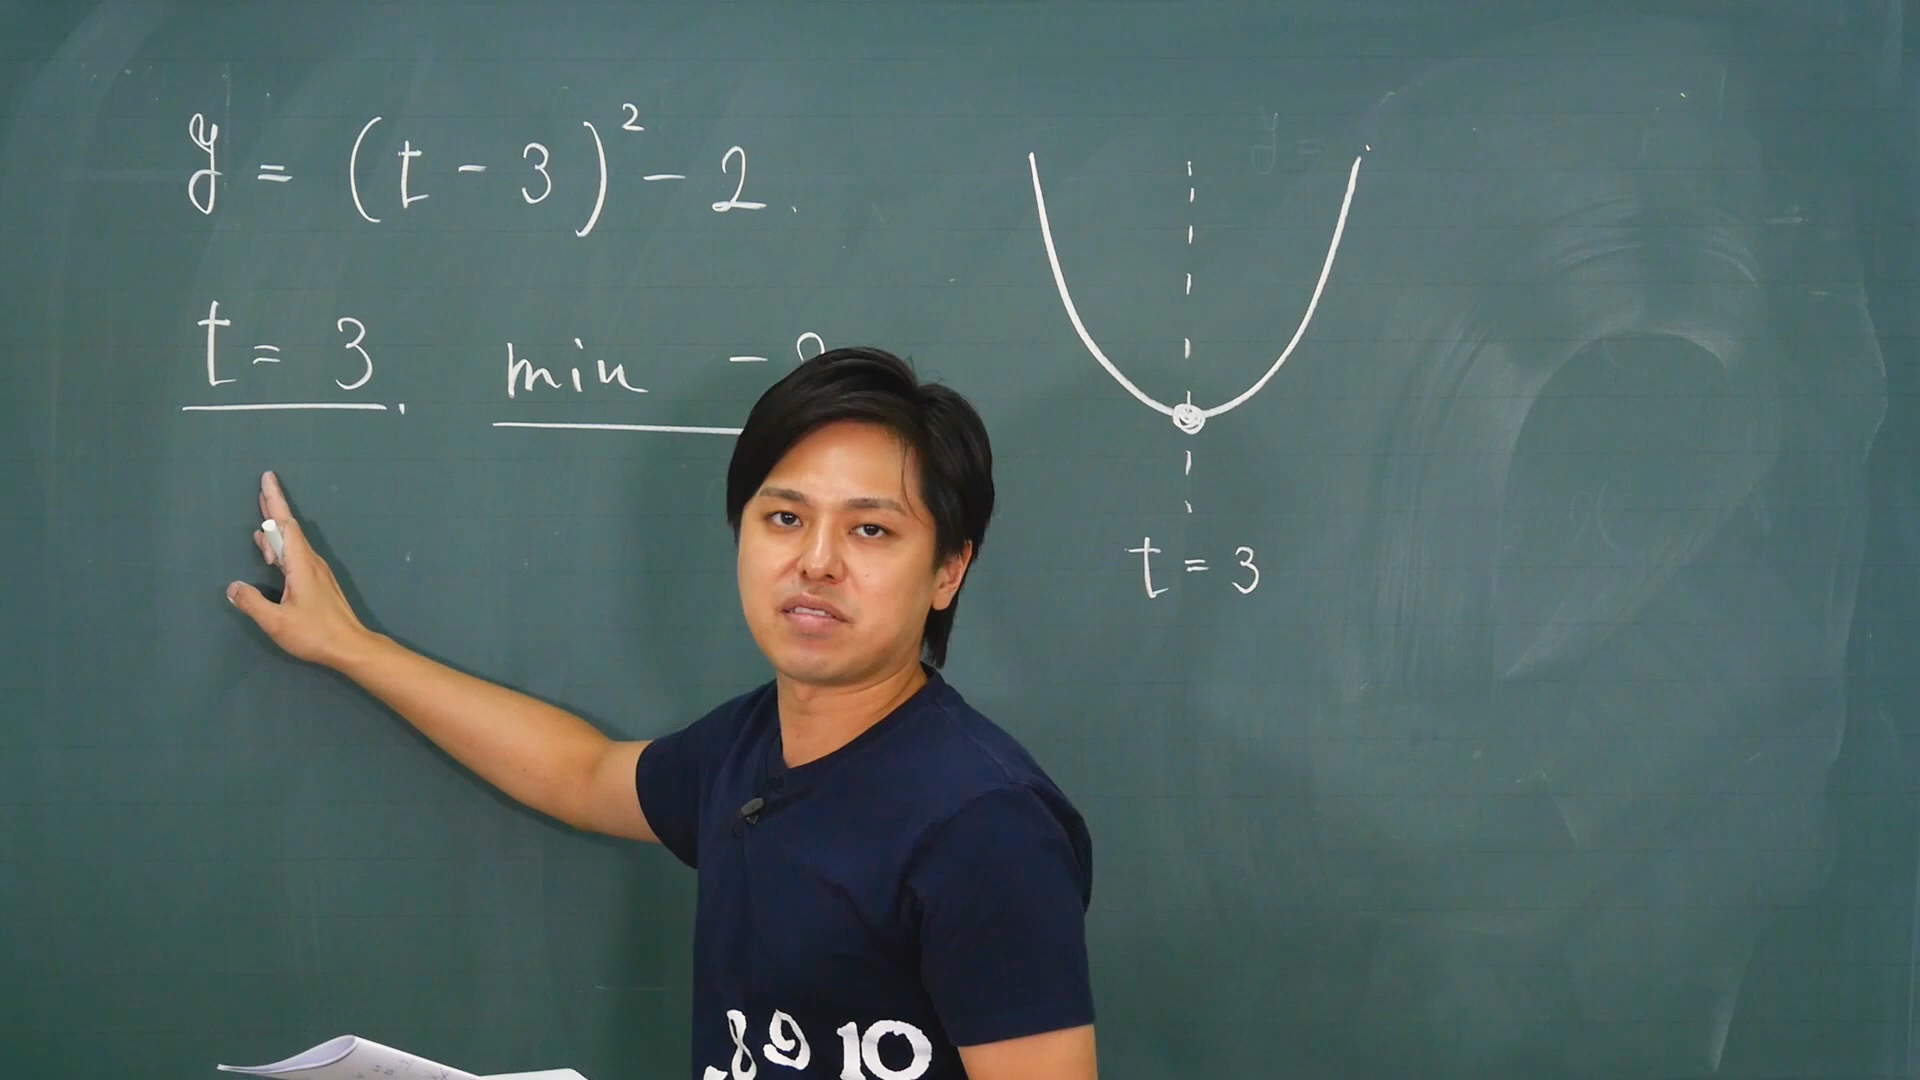 y = (t - 3)² - 2.
t = 3. min -
t = 3
8 9 10